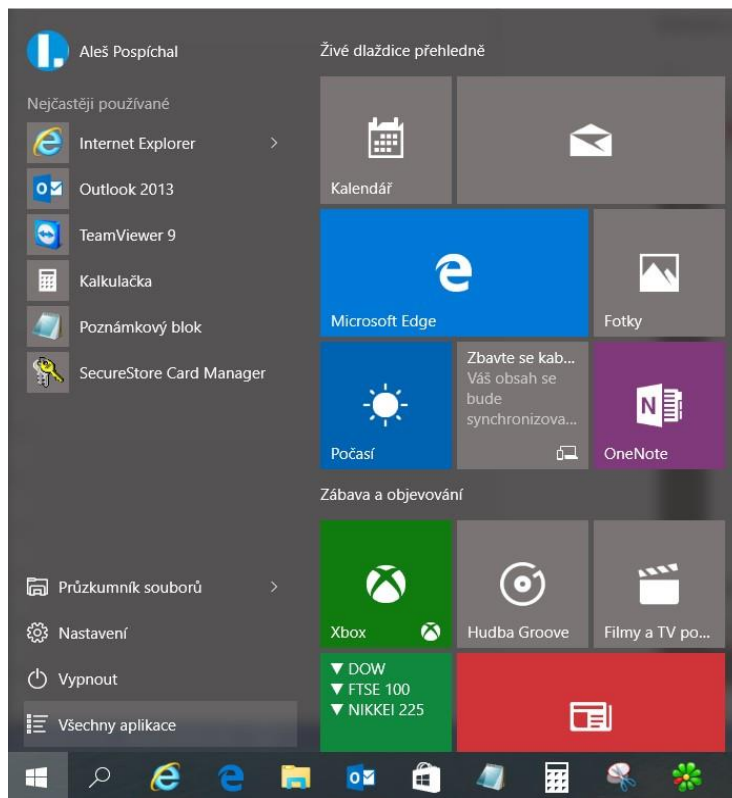 Aleš Pospíchal
Nejčastěji používané
Internet Explorer
Outlook 2013
TeamViewer 9
Kalkulačka
Poznámkový blok
SecureStore Card Manager
Průzkumník souborů
Nastavení
Vypnout
Všechny aplikace
Živé dlaždice přehledně
Kalendář
Microsoft Edge
Fotky
Počasí
Zbavte se kab...
Váš obsah se
bude
synchronizova...
OneNote
Zábava a objevování
Xbox
Hudba Groove
Filmy a TV po...
▼ DOW
▼ FTSE 100
▼ NIKKEI 225